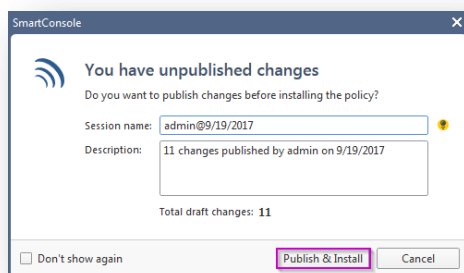 SmartConsole
You have unpublished changes
Do you want to publish changes before installing the policy?
Session name: admin@9/19/2017
Description: 11 changes published by admin on 9/19/2017
Total draft changes: 11
Don't show again Publish & Install Cancel